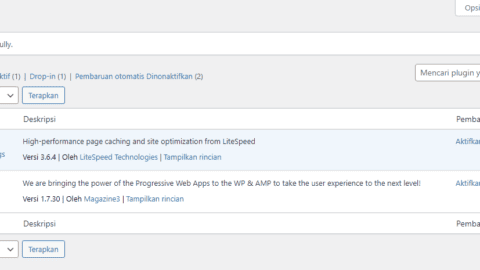 Opsi
ully.
ktif (1) | Drop-in (1) | Pembaruan otomatis Dinonaktifkan (2)
Mencari plugin y
Terapkan
Deskripsi Pemba
High-performance page caching and site optimization from LiteSpeed Aktifka
gs
Versi 3.6.4 | Oleh LiteSpeed Technologies | Tampilkan rincian
We are bringing the power of the Progressive Web Apps to the WP & AMP to take the user experience to the next level! Aktifka
Versi 1.7.30 | Oleh Magazine3 | Tampilkan rincian
Deskripsi Pemba
Terapkan